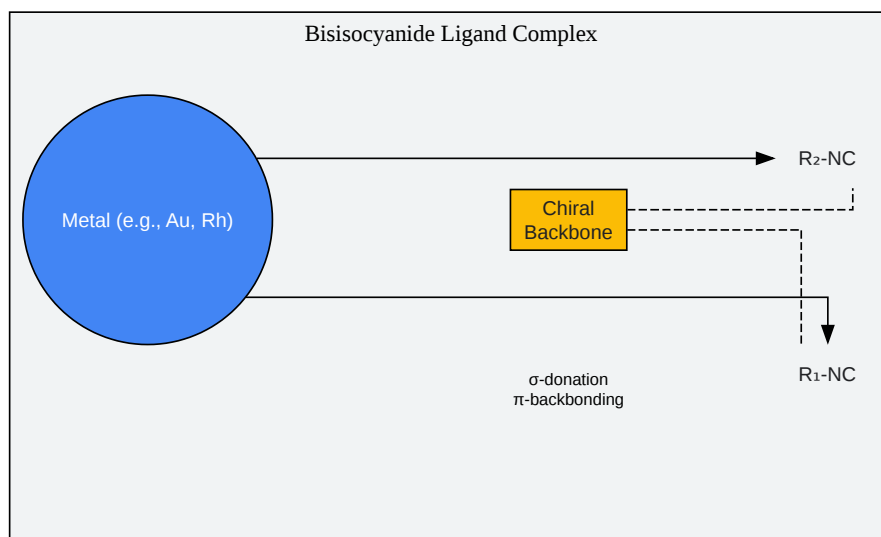 Bisisocyanide Ligand Complex
R₂-NC
Metal (e.g., Au, Rh)
Chiral
Backbone
R₁-NC
σ-donation
π-backbonding